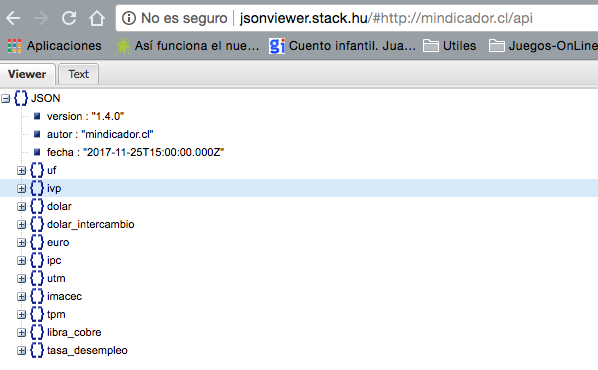 No es seguro jsonviewer.stack.hu/#http://mindicador.cl/api
Aplicaciones Así funciona el nue... gi Cuento infantil. Jua... Utiles Juegos-OnLine
Viewer Text
{} JSON
version : "1.4.0"
autor : "mindicador.cl"
fecha : "2017-11-25T15:00:00.000Z"
{} uf
{} ivp
{} dolar
{} dolar_intercambio
{} euro
{} ipc
{} utm
{} imacec
{} tpm
{} libra_cobre
{} tasa_desempleo